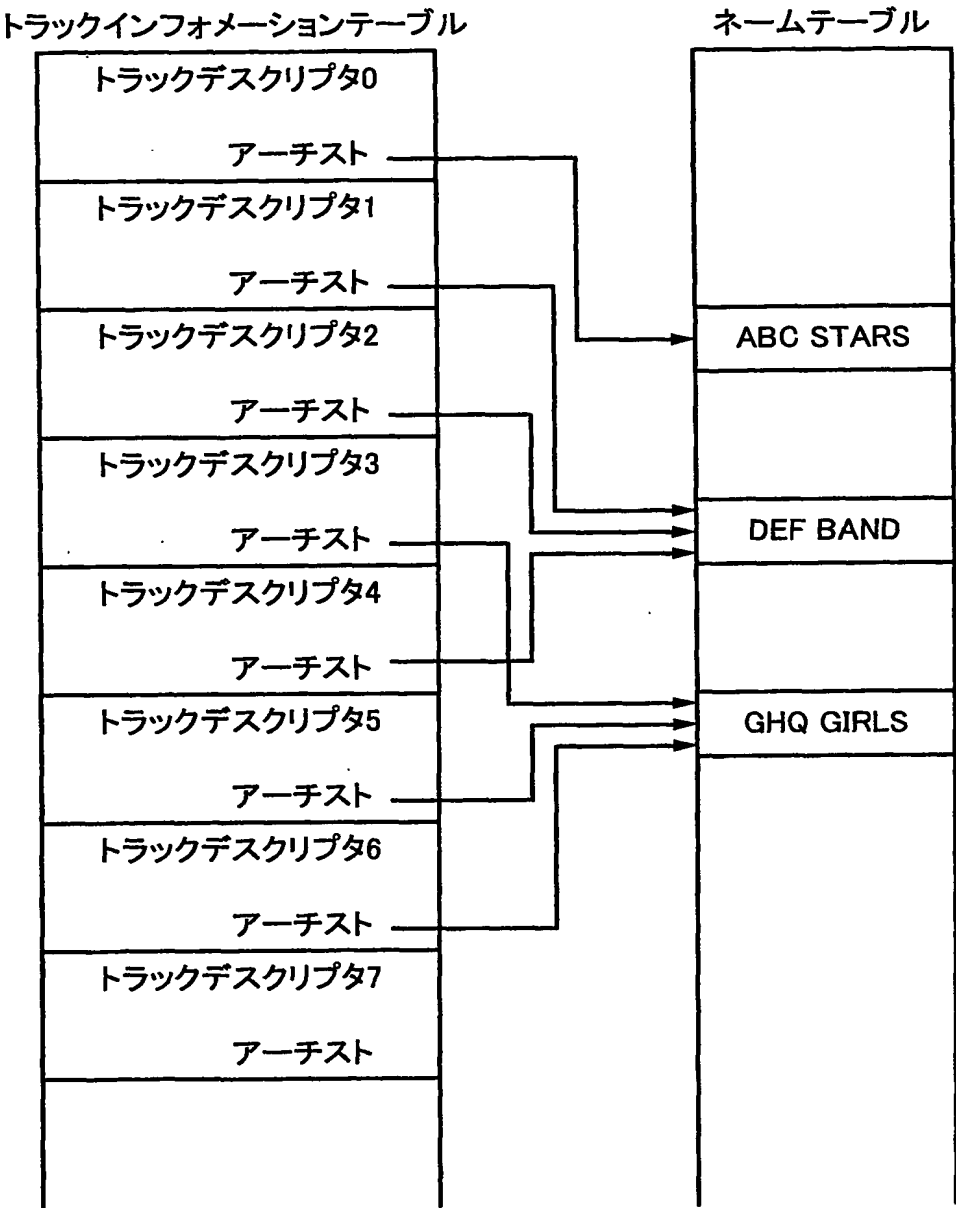 トラックインフォメーションテーブル
トラックデスクリプタ0
アーチスト
トラックデスクリプタ1
アーチスト
トラックデスクリプタ2
アーチスト
トラックデスクリプタ3
アーチスト
トラックデスクリプタ4
アーチスト
トラックデスクリプタ5
アーチスト
トラックデスクリプタ6
アーチスト
トラックデスクリプタ7
アーチスト
ネームテーブル
ABC STARS
DEF BAND
GHQ GIRLS